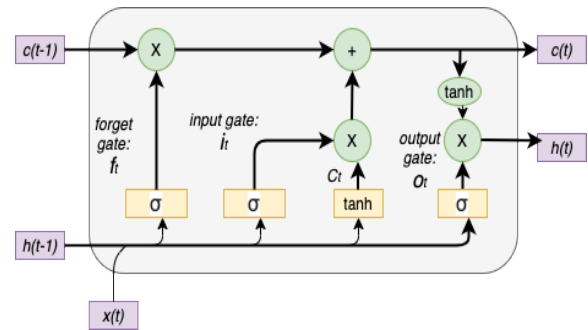 c(t-1)
X
+
c(t)
tanh
forget
gate:
ft
input gate:
it
X
output
gate:
Ot
X
h(t)
Ct
σ
σ
tanh
σ
h(t-1)
x(t)